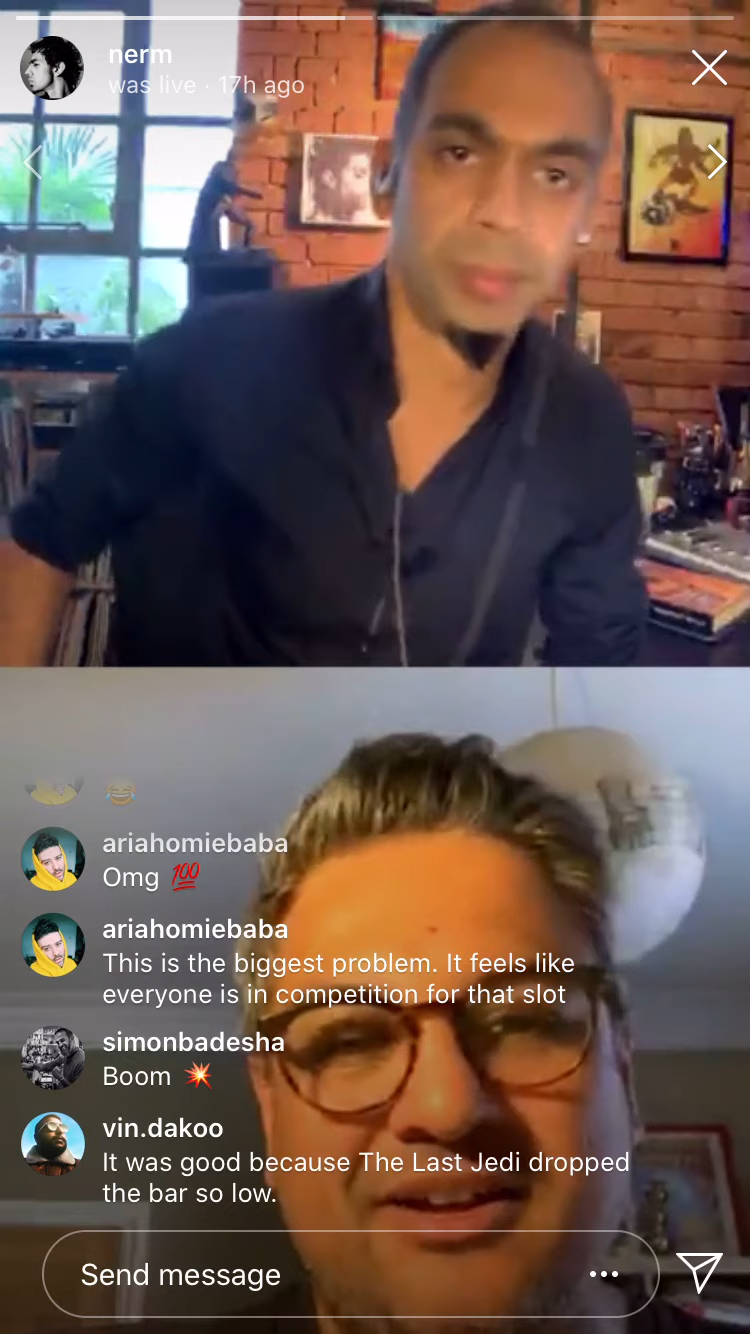 nerm
was live · 17h ago
😂
ariahomiebaba
Omg 💯
ariahomiebaba
This is the biggest problem. It feels like
everyone is in competition for that slot
simonbadesha
Boom 💥
vin.dakoo
It was good because The Last Jedi dropped
the bar so low.
Send message